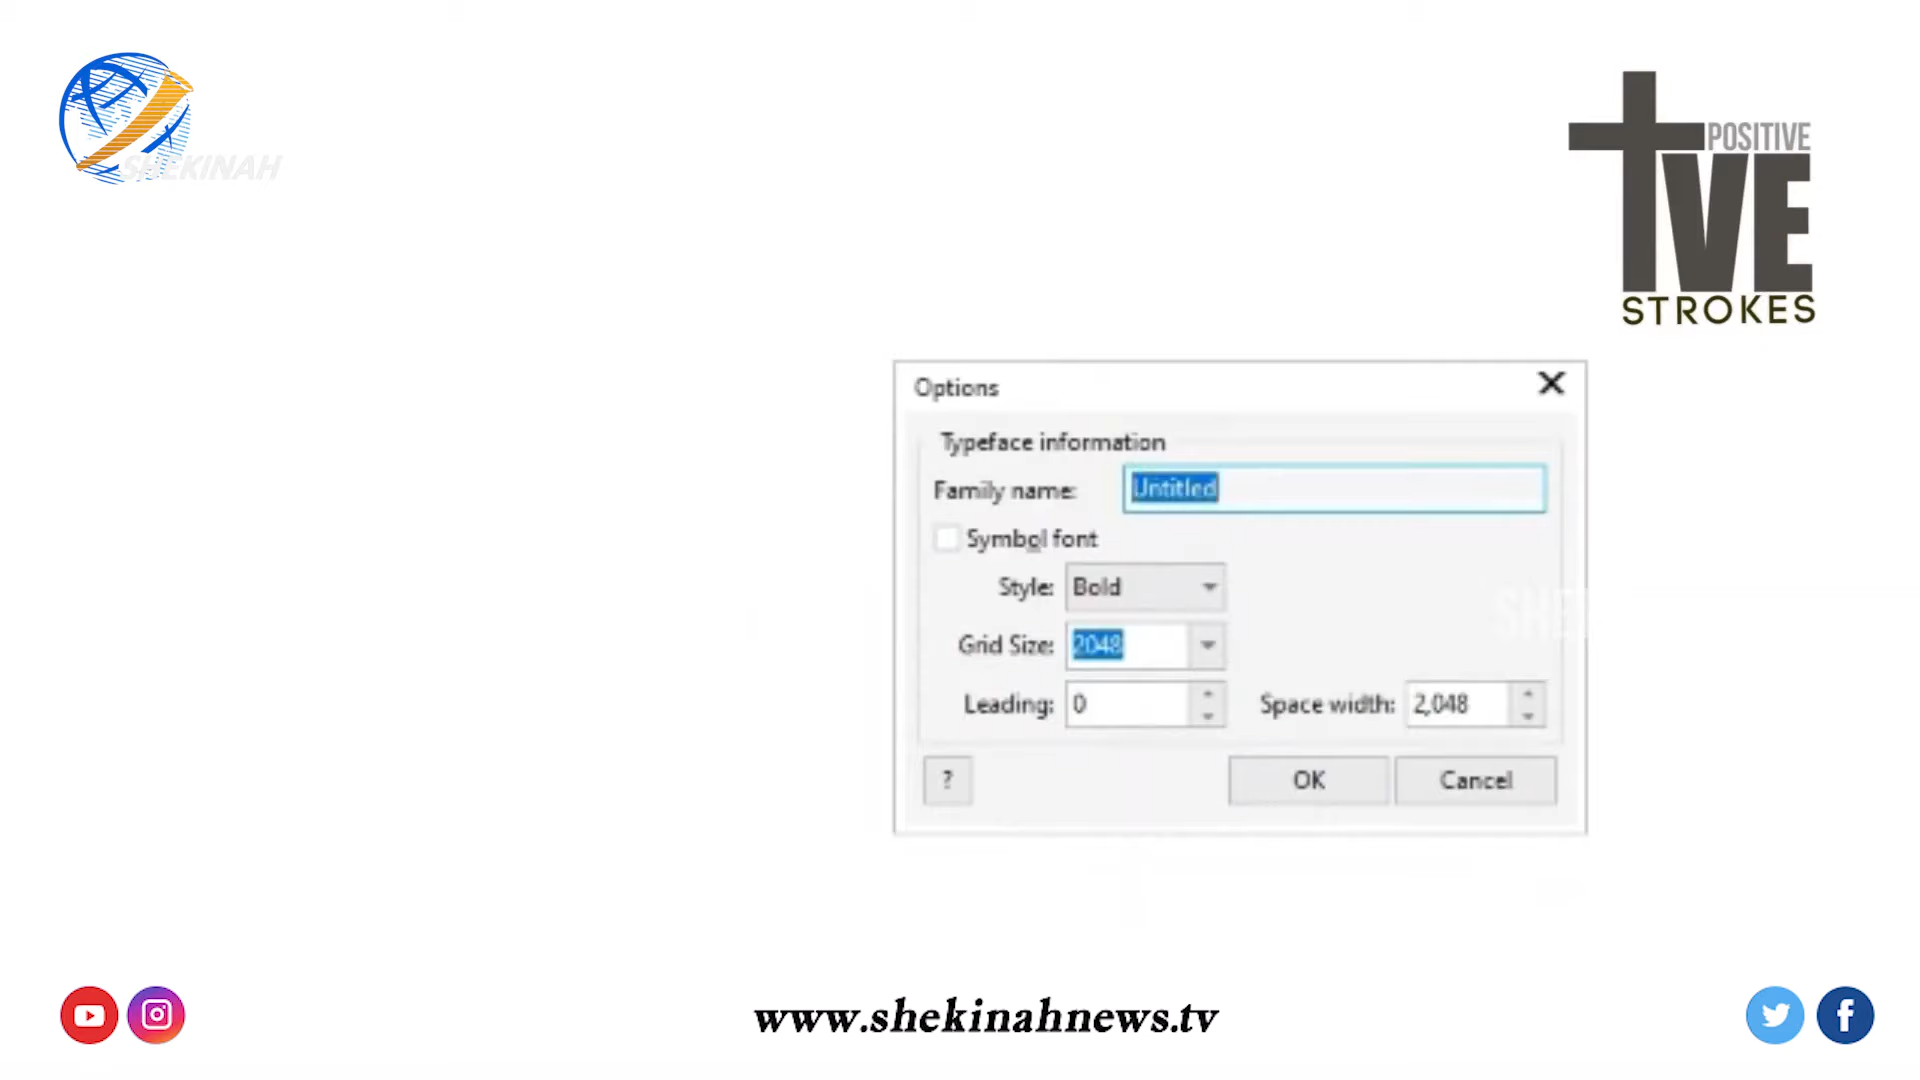 SHEKINAH
POSITIVE
tVE
STROKES
Options
Typeface information
Family name: Untitled
Symbol font
Style: Bold
Grid Size: 2048
Leading: 0 Space width: 2,048
? OK Cancel
www.shekinahnews.tv